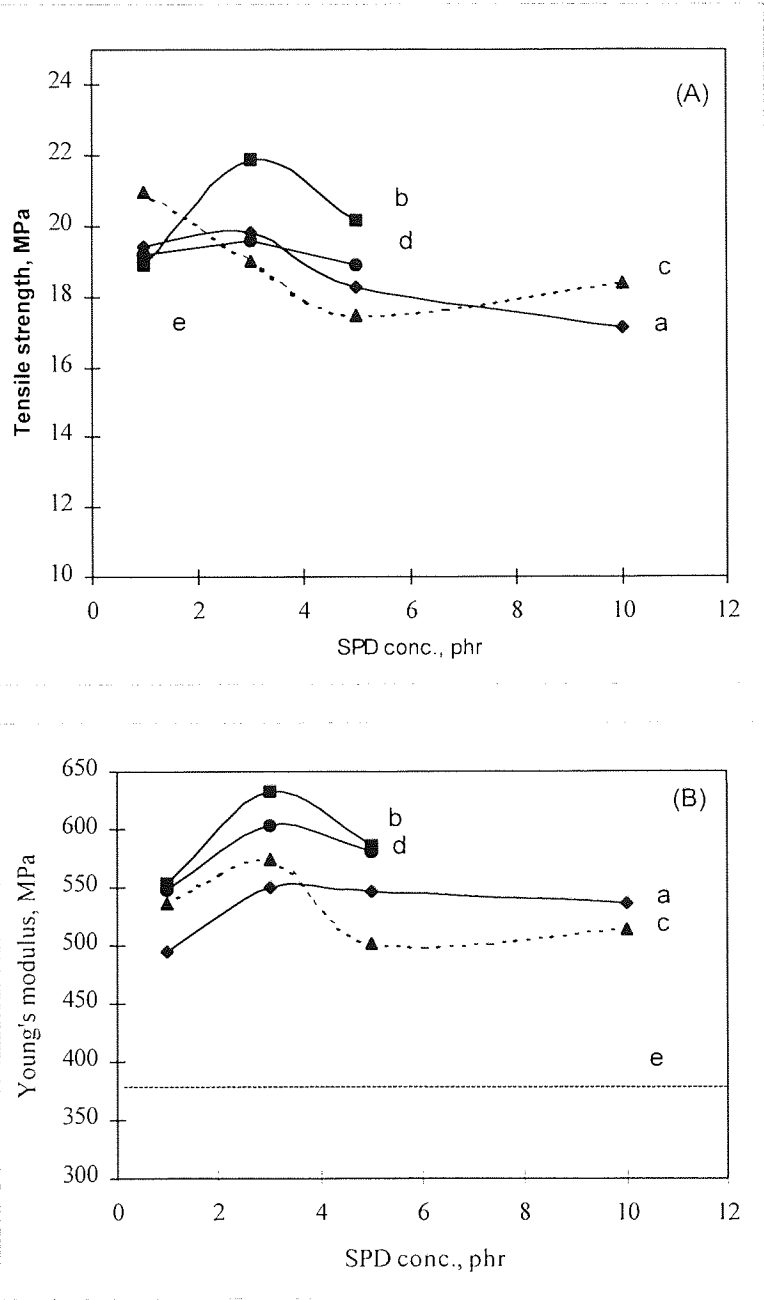 (A)
24
22
20
18
16
14
12
10
Tensile strength, MPa
b
d
c
a
e
0 2 4 6 8 10 12
SPD conc., phr
(B)
650
600
550
500
450
400
350
300
Young's modulus, MPa
b
d
a
c
e
0 2 4 6 8 10 12
SPD conc., phr